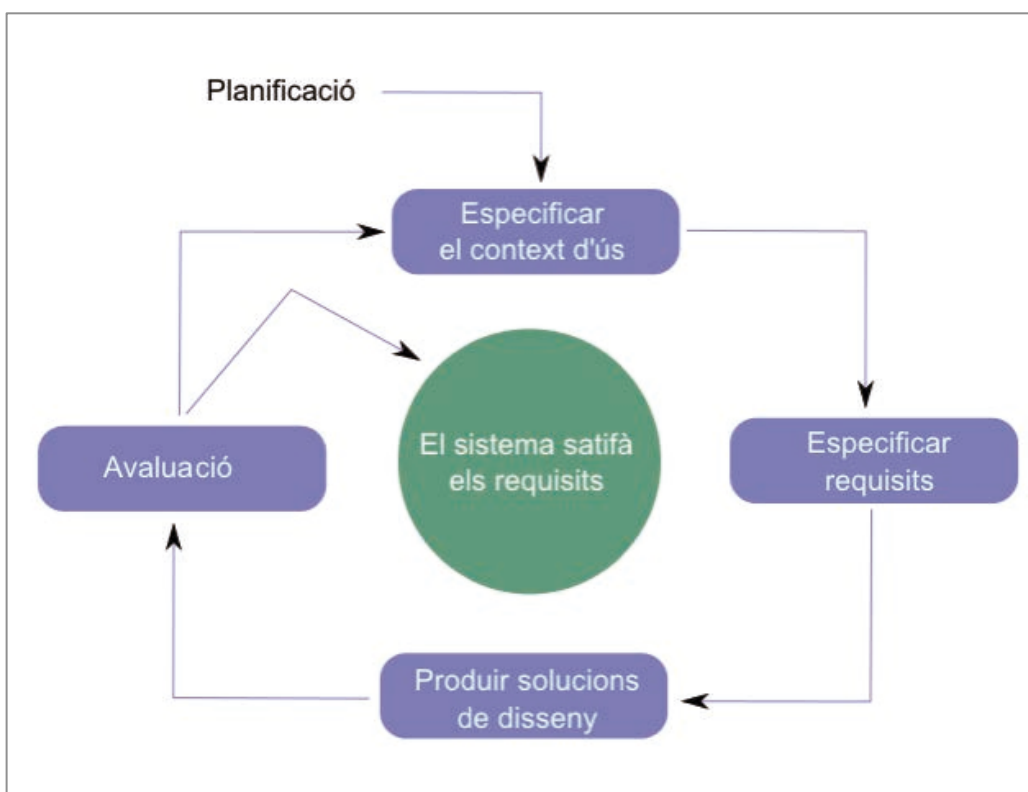 Planificació
Especificar
el context d'ús
Especificar
requisits
Produir solucions
de disseny
Avaluació
El sistema satifà
els requisits